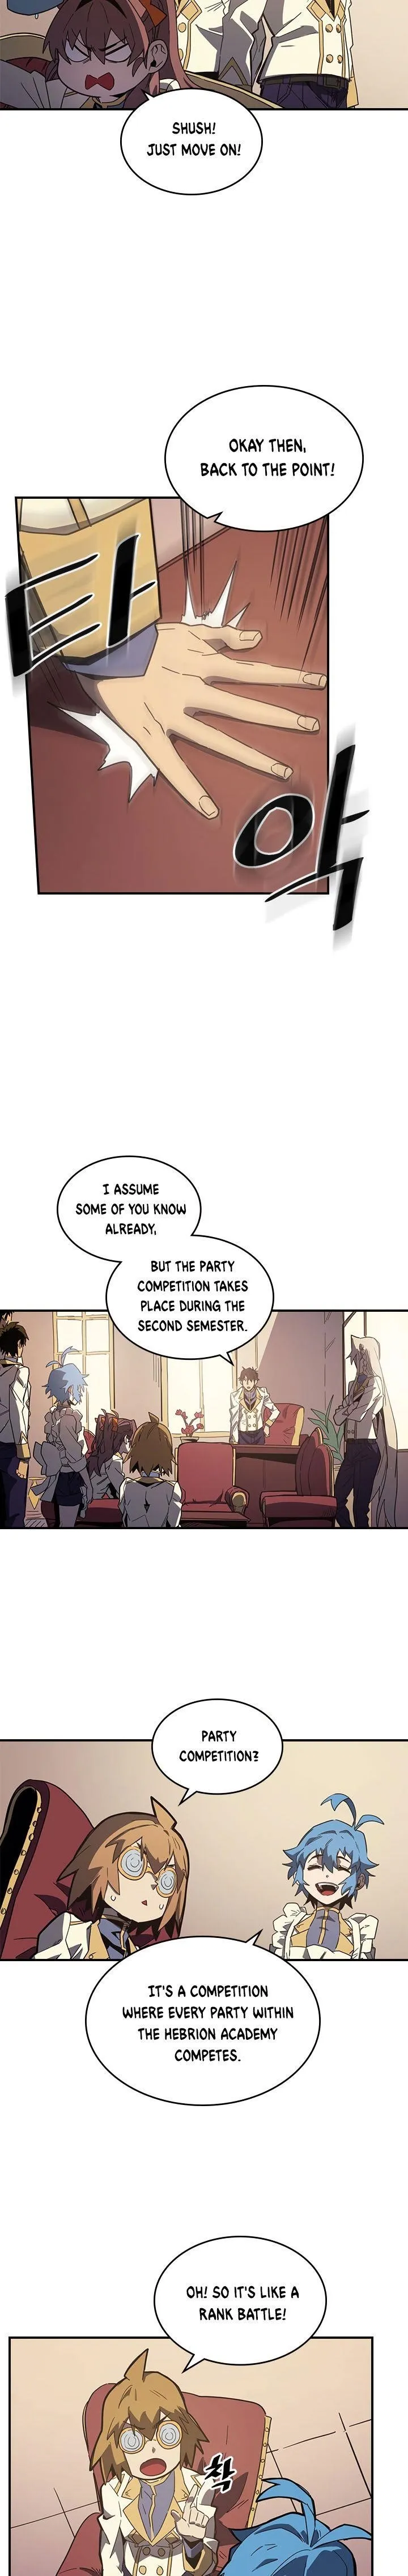 SHUSH!
JUST MOVE ON!
OKAY THEN,
BACK TO THE POINT!
타
악
I ASSUME
SOME OF YOU KNOW
ALREADY,
BUT THE PARTY
COMPETITION TAKES
PLACE DURING THE
SECOND SEMESTER.
PARTY
COMPETITION?
IT'S A COMPETITION
WHERE EVERY PARTY WITHIN
THE HEBRION ACADEMY
COMPETES.
OH! SO IT'S LIKE A
RANK BATTLE!
착